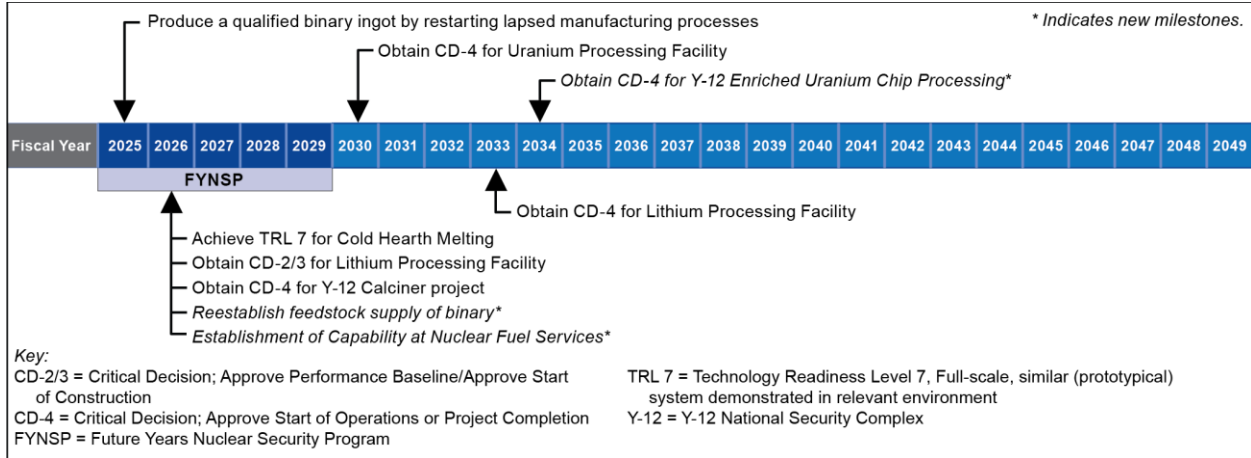 Produce a qualified binary ingot by restarting lapsed manufacturing processes
* Indicates new milestones.
Obtain CD-4 for Uranium Processing Facility
Obtain CD-4 for Y-12 Enriched Uranium Chip Processing*
Fiscal Year 2025 2026 2027 2028 2029 2030 2031 2032 2033 2034 2035 2036 2037 2038 2039 2040 2041 2042 2043 2044 2045 2046 2047 2048 2049
FYNSP
Obtain CD-4 for Lithium Processing Facility
Achieve TRL 7 for Cold Hearth Melting
Obtain CD-2/3 for Lithium Processing Facility
Obtain CD-4 for Y-12 Calciner project
Reestablish feedstock supply of binary*
Establishment of Capability at Nuclear Fuel Services*
Key:
CD-2/3 = Critical Decision; Approve Performance Baseline/Approve Start
of Construction
CD-4 = Critical Decision; Approve Start of Operations or Project Completion
FYNSP = Future Years Nuclear Security Program
TRL 7 = Technology Readiness Level 7, Full-scale, similar (prototypical)
system demonstrated in relevant environment
Y-12 = Y-12 National Security Complex